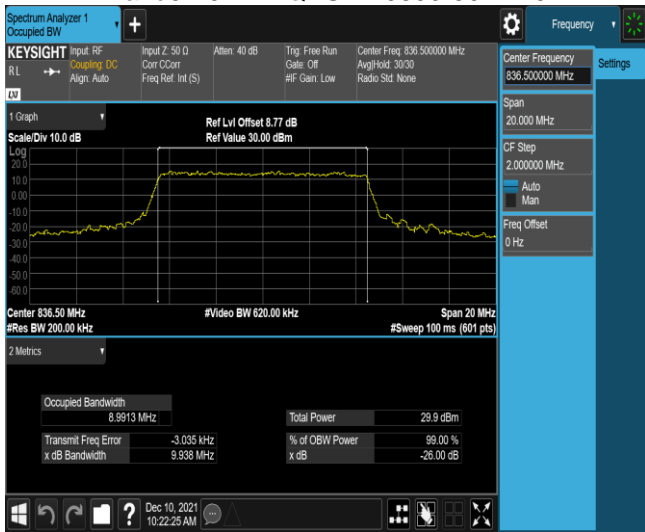 Spectrum Analyzer 1
Occupied BW
+
Frequency
KEYSIGHT
RL
LXI
Input: RF
Coupling: DC
Align: Auto
Input Z: 50 Ω
Corr CCorr
Freq Ref: Int (S)
Atten: 40 dB
Trig: Free Run
Gate: Off
#IF Gain: Low
Center Freq: 836.500000 MHz
Avg|Hold: 30/30
Radio Std: None
Center Frequency
836.500000 MHz
Settings
Span
20.000 MHz
CF Step
2.000000 MHz
Auto
Man
Freq Offset
0 Hz
1 Graph
Scale/Div 10.0 dB
Ref Lvl Offset 8.77 dB
Ref Value 30.00 dBm
Log
20.0
10.0
0.00
-10.0
-20.0
-30.0
-40.0
-50.0
-60.0
Center 836.50 MHz
#Video BW 620.00 kHz
Span 20 MHz
#Res BW 200.00 kHz
#Sweep 100 ms (601 pts)
2 Metrics
Occupied Bandwidth
8.9913 MHz
Total Power 29.9 dBm
Transmit Freq Error -3.035 kHz
% of OBW Power 99.00 %
x dB Bandwidth 9.938 MHz
x dB -26.00 dB
?
Dec 10, 2021
10:22:25 AM